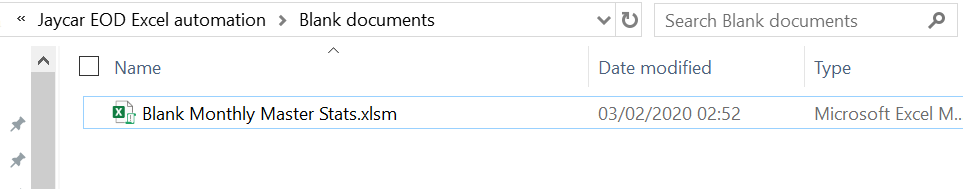 « Jaycar EOD Excel automation > Blank documents Search Blank documents
Name Date modified Type
Blank Monthly Master Stats.xlsm 03/02/2020 02:52 Microsoft Excel M...